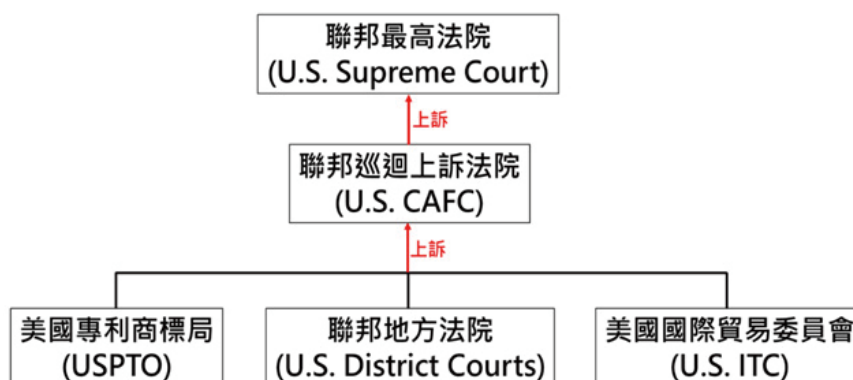 聯邦最高法院
(U.S. Supreme Court)
上訴
聯邦巡迴上訴法院
(U.S. CAFC)
上訴
美國專利商標局
(USPTO)
聯邦地方法院
(U.S. District Courts)
美國國際貿易委員會
(U.S. ITC)